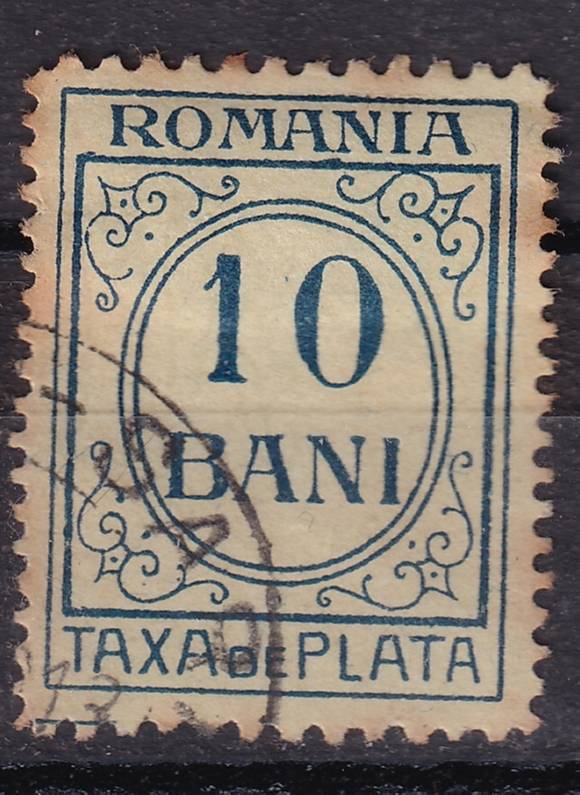 ROMANIA
10
BANI
TAXA DE PLATA